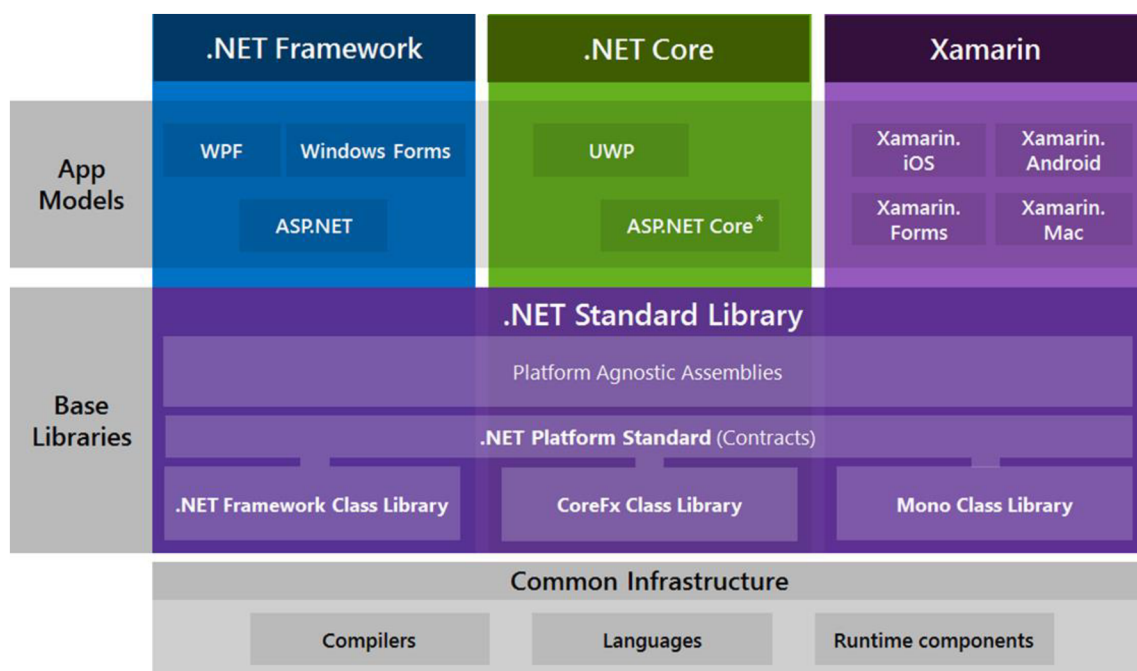 .NET Framework
.NET Core
Xamarin
App
Models
WPF
Windows Forms
ASP.NET
UWP
ASP.NET Core*
Xamarin.
iOS
Xamarin.
Android
Xamarin.
Forms
Xamarin.
Mac
Base
Libraries
.NET Standard Library
Platform Agnostic Assemblies
.NET Platform Standard (Contracts)
.NET Framework Class Library
CoreFx Class Library
Mono Class Library
Common Infrastructure
Compilers
Languages
Runtime components